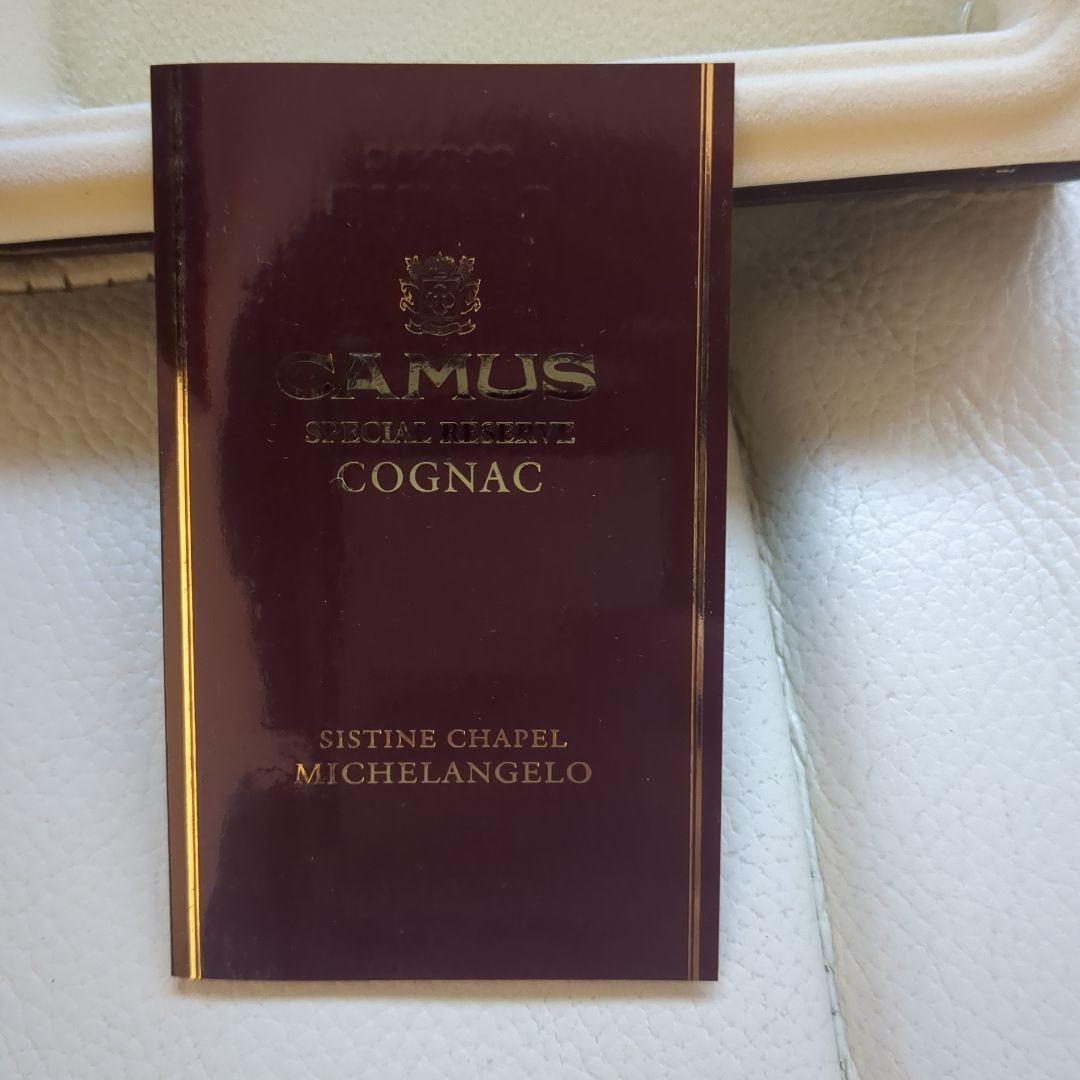 CAMUS
SPECIAL RESERVE
COGNAC
SISTINE CHAPEL
MICHELANGELO